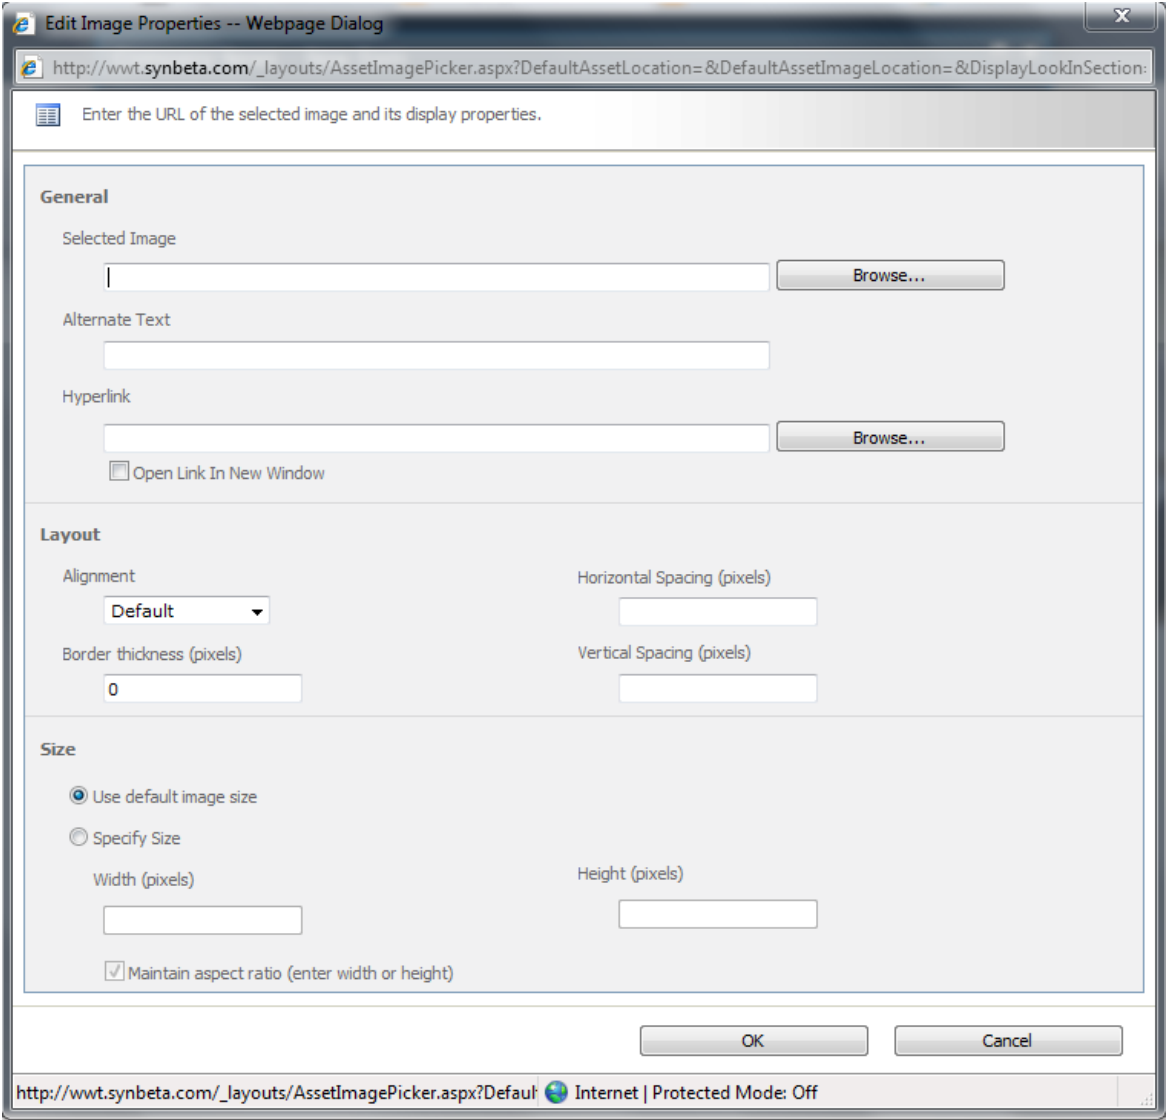 Edit Image Properties -- Webpage Dialog
X
http://wwt.synbeta.com/_layouts/AssetImagePicker.aspx?DefaultAssetLocation=&DefaultAssetImageLocation=&DisplayLookInSection=
Enter the URL of the selected image and its display properties.
General
Selected Image
Browse...
Alternate Text
Hyperlink
Browse...
Open Link In New Window
Layout
Alignment
Horizontal Spacing (pixels)
Default
Border thickness (pixels)
Vertical Spacing (pixels)
0
Size
Use default image size
Specify Size
Width (pixels)
Height (pixels)
Maintain aspect ratio (enter width or height)
OK
Cancel
http://wwt.synbeta.com/_layouts/AssetImagePicker.aspx?Defaul Internet | Protected Mode: Off